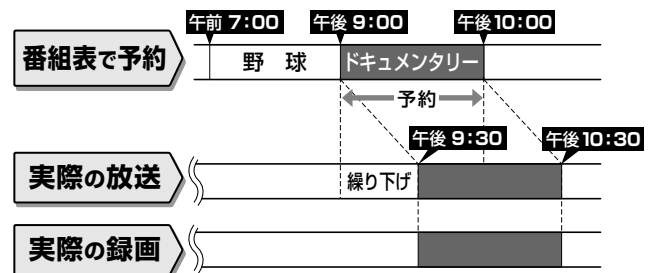 午前 7:00 午後 9:00 午後10:00
番組表で予約 野 球 ドキュメンタリー
予約
午後 9:30 午後10:30
実際の放送 繰り下げ
実際の録画